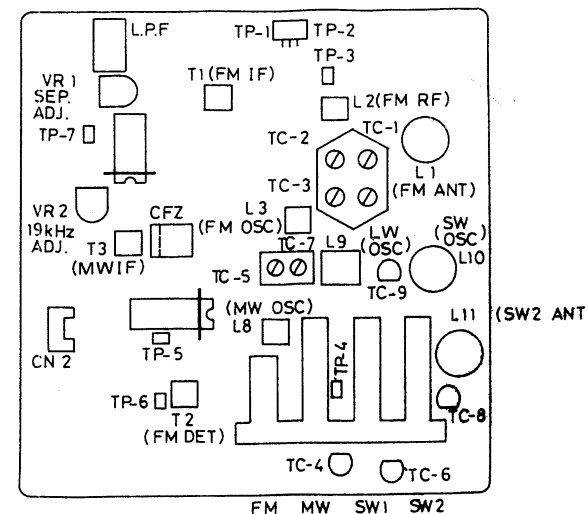 L.P.F
TP-1
TP-2
TP-3
T1(FM IF)
VR 1
SEP.
ADJ.
TP-7
L2(FM RF)
TC-2
TC-1
L1
(FM ANT)
TC-3
VR2
19kHz
ADJ.
CFZ
T3
(MWIF)
L3
(FM OSC)
TC-7
L9
LW
(OSC)
SW
(OSC)
L10
TC-5
TC-9
(MW OSC)
L8
L11
(SW2 ANT
CN 2
TP-5
TP-4
TP-6
T2
(FM DET)
TC-8
TC-4
TC-6
FM MW SW1 SW2